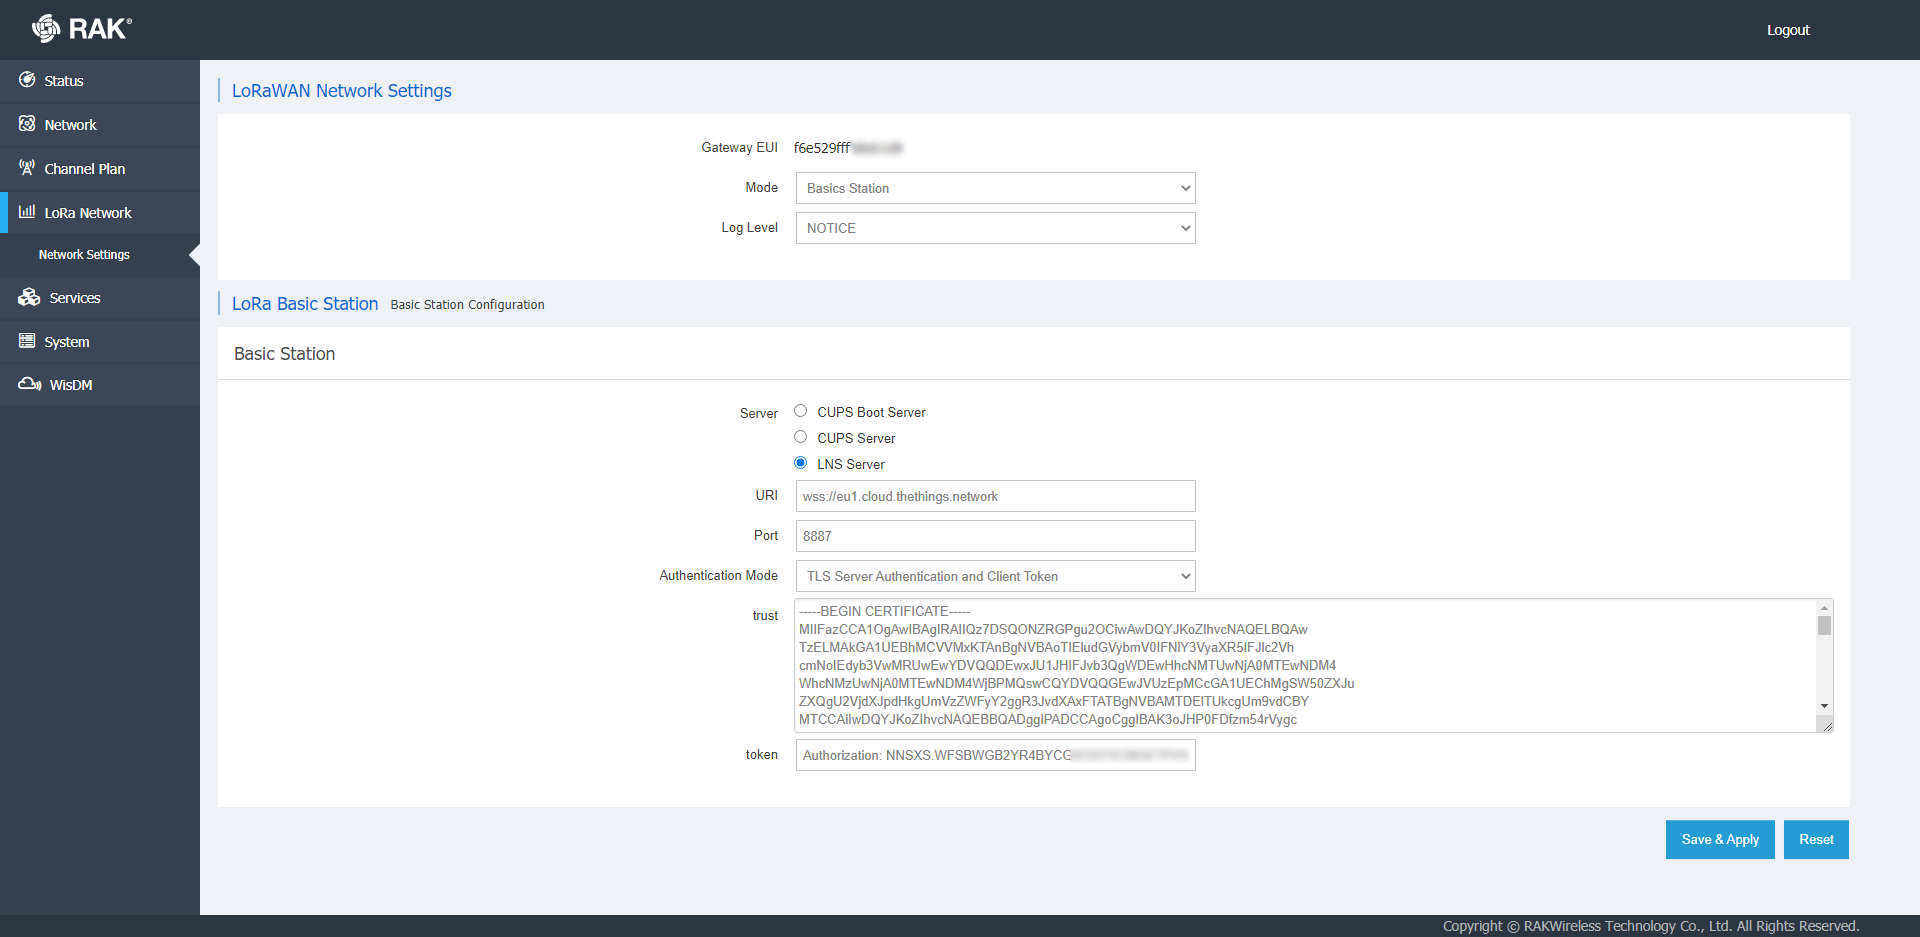 RAK®
Logout
Status
Network
Channel Plan
LoRa Network
Network Settings
Services
System
WisDM
LoRaWAN Network Settings
Gateway EUI f6e529fff
Mode Basics Station
Log Level NOTICE
LoRa Basic Station Basic Station Configuration
Basic Station
Server CUPS Boot Server
CUPS Server
LNS Server
URI wss://eu1.cloud.thethings.network
Port 8887
Authentication Mode TLS Server Authentication and Client Token
trust -----BEGIN CERTIFICATE-----
MIIFazCCA1OgAwIBAgIRAIIQz7DSQONZRGPgu2OCiwAwDQYJKoZIhvcNAQELBQAw
TzELMAkGA1UEBhMCVVMxKTAnBgNVBAoTIEludGVybmV0IFNlY3VyaXR5IFJlc2Vh
cmNoIEdyb3VwMRUwEwYDVQQDEwxJU1JHIFJvb3QgWDEwHhcNMTUwNjA0MTEwNDM4
WhcNMzUwNjA0MTEwNDM4WjBPMQswCQYDVQQGEwJVUzEpMCcGA1UEChMgSW50ZXJu
ZXQgU2VjdXJpdHkgUmVzZWFyY2ggR3JvdXAxFTATBgNVBAMTDElTUkcgUm9vdCBY
MTCCAiIwDQYJKoZIhvcNAQEBBQADggIPADCCAgoCggIBAK3oJHP0FDfzm54rVygc
token Authorization: NNSXS.WFSBWGB2YR4BYCG
Save & Apply Reset
Copyright © RAKWireless Technology Co., Ltd. All Rights Reserved.